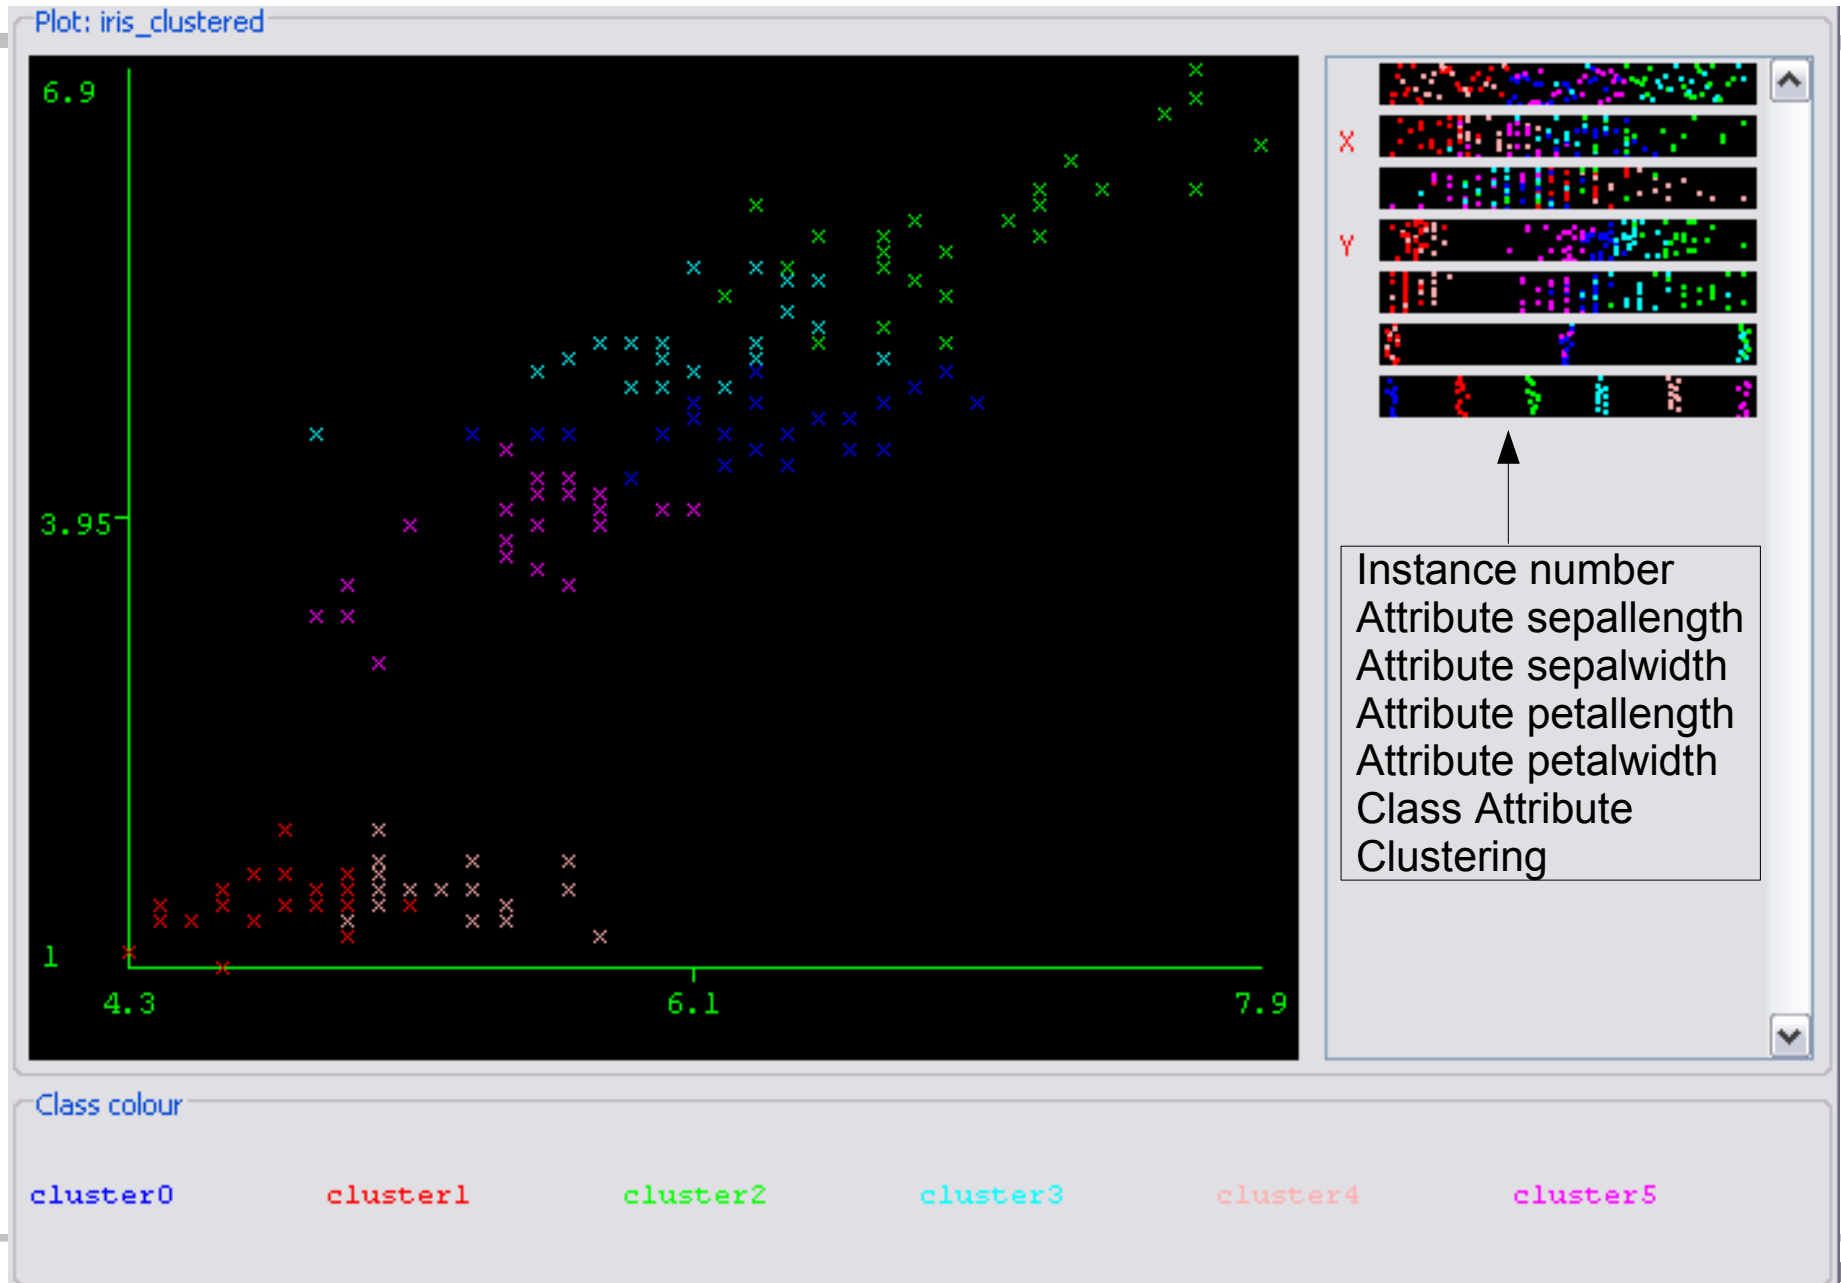 Plot: iris_clustered
6.9
3.95
1
4.3 6.1 7.9
X
Y
Instance number
Attribute sepallength
Attribute sepalwidth
Attribute petallength
Attribute petalwidth
Class Attribute
Clustering
Class colour
cluster0 cluster1 cluster2 cluster3 cluster4 cluster5